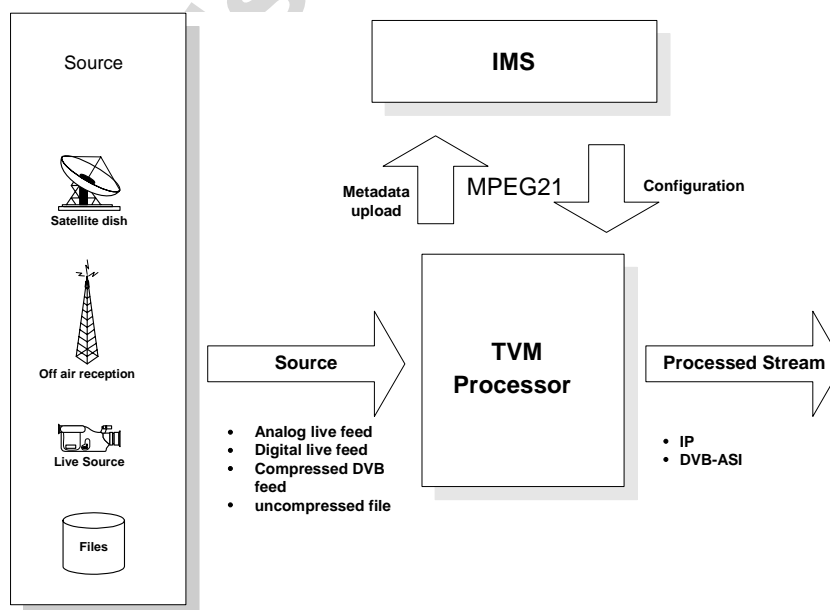 Source
Satellite dish
Off air reception
Live Source
Files
IMS
Metadata
upload
MPEG21
Configuration
Source
• Analog live feed
• Digital live feed
• Compressed DVB
feed
• uncompressed file
TVM
Processor
Processed Stream
• IP
• DVB-ASI